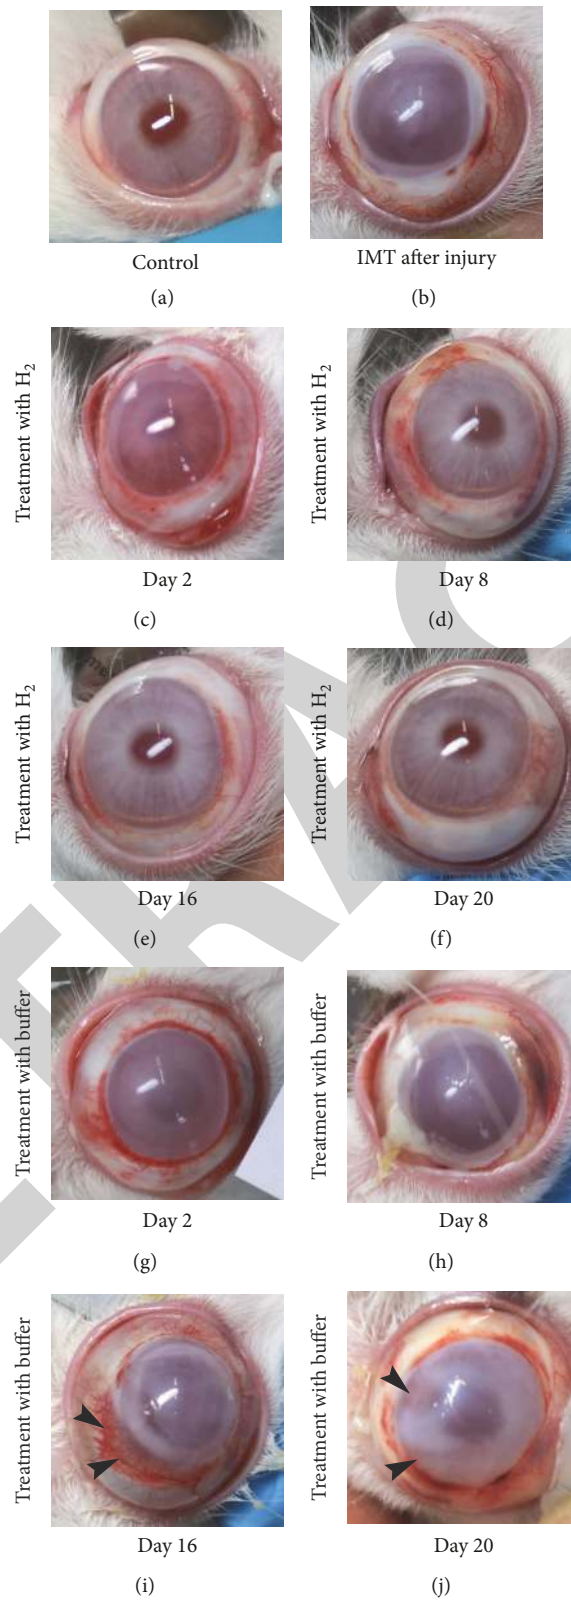 Control
(a)
IMT after injury
(b)
Treatment with H₂
Day 2
(c)
Treatment with H₂
Day 8
(d)
Treatment with H₂
Day 16
(e)
Treatment with H₂
Day 20
(f)
Treatment with buffer
Day 2
(g)
Treatment with buffer
Day 8
(h)
Treatment with buffer
Day 16
(i)
Treatment with buffer
Day 20
(j)